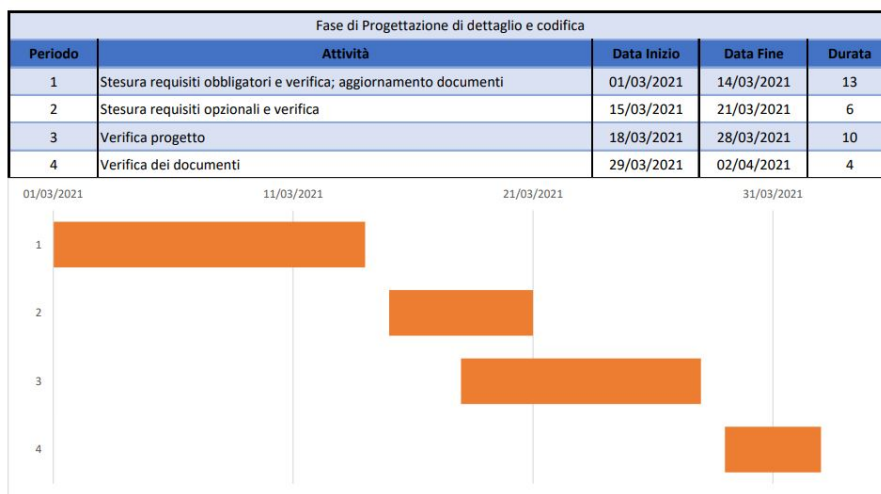 Fase di Progettazione di dettaglio e codifica
Periodo Attività Data Inizio Data Fine Durata
1 Stesura requisiti obbligatori e verifica; aggiornamento documenti 01/03/2021 14/03/2021 13
2 Stesura requisiti opzionali e verifica 15/03/2021 21/03/2021 6
3 Verifica progetto 18/03/2021 28/03/2021 10
4 Verifica dei documenti 29/03/2021 02/04/2021 4
01/03/2021 11/03/2021 21/03/2021 31/03/2021
1
2
3
4